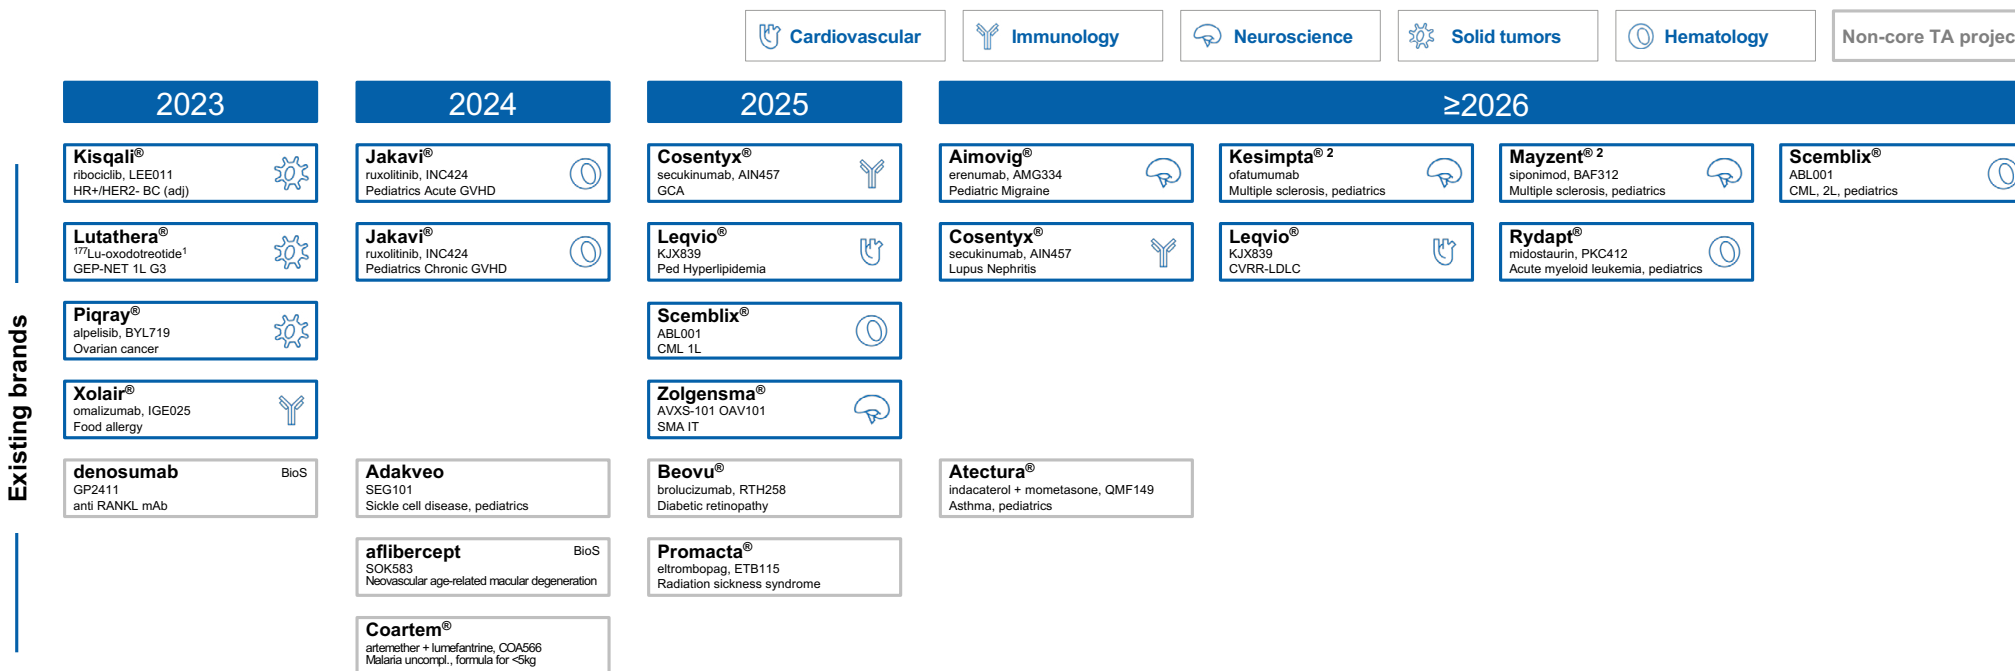 Cardiovascular
Immunology
Neuroscience
Solid tumors
Hematology
Non-core TA
2023
2024
2025
≥2026
Existing brands
Kisqali®
ribociclib, LEE011
HR+/HER2- BC (adj)
Lutathera®
¹⁷⁷Lu-oxodotreotide¹
GEP-NET 1L G3
Piqray®
alpelisib, BYL719
Ovarian cancer
Xolair®
omalizumab, IGE025
Food allergy
denosumab BioS
GP2411
anti RANKL mAb
Jakavi®
ruxolitinib, INC424
Pediatrics Acute GVHD
Jakavi®
ruxolitinib, INC424
Pediatrics Chronic GVHD
Adakveo
SEG101
Sickle cell disease, pediatrics
aflibercept BioS
SOK583
Neovascular age-related macular degeneration
Coartem®
artemether + lumefantrine, COA566
Malaria uncompl., formula for <5kg
Cosentyx®
secukinumab, AIN457
GCA
Leqvio®
KJX839
Ped Hyperlipidemia
Scemblix®
ABL001
CML 1L
Zolgensma®
AVXS-101 OAV101
SMA IT
Beovu®
brolucizumab, RTH258
Diabetic retinopathy
Promacta®
eltrombopag, ETB115
Radiation sickness syndrome
Aimovig®
erenumab, AMG334
Pediatric Migraine
Cosentyx®
secukinumab, AIN457
Lupus Nephritis
Atectura®
indacaterol + mometasone, QMF149
Asthma, pediatrics
Kesimpta® ²
ofatumumab
Multiple sclerosis, pediatrics
Leqvio®
KJX839
CVRR-LDLC
Mayzent® ²
siponimod, BAF312
Multiple sclerosis, pediatrics
Rydapt®
midostaurin, PKC412
Acute myeloid leukemia, pediatrics
Scemblix®
ABL001
CML, 2L, pediatrics